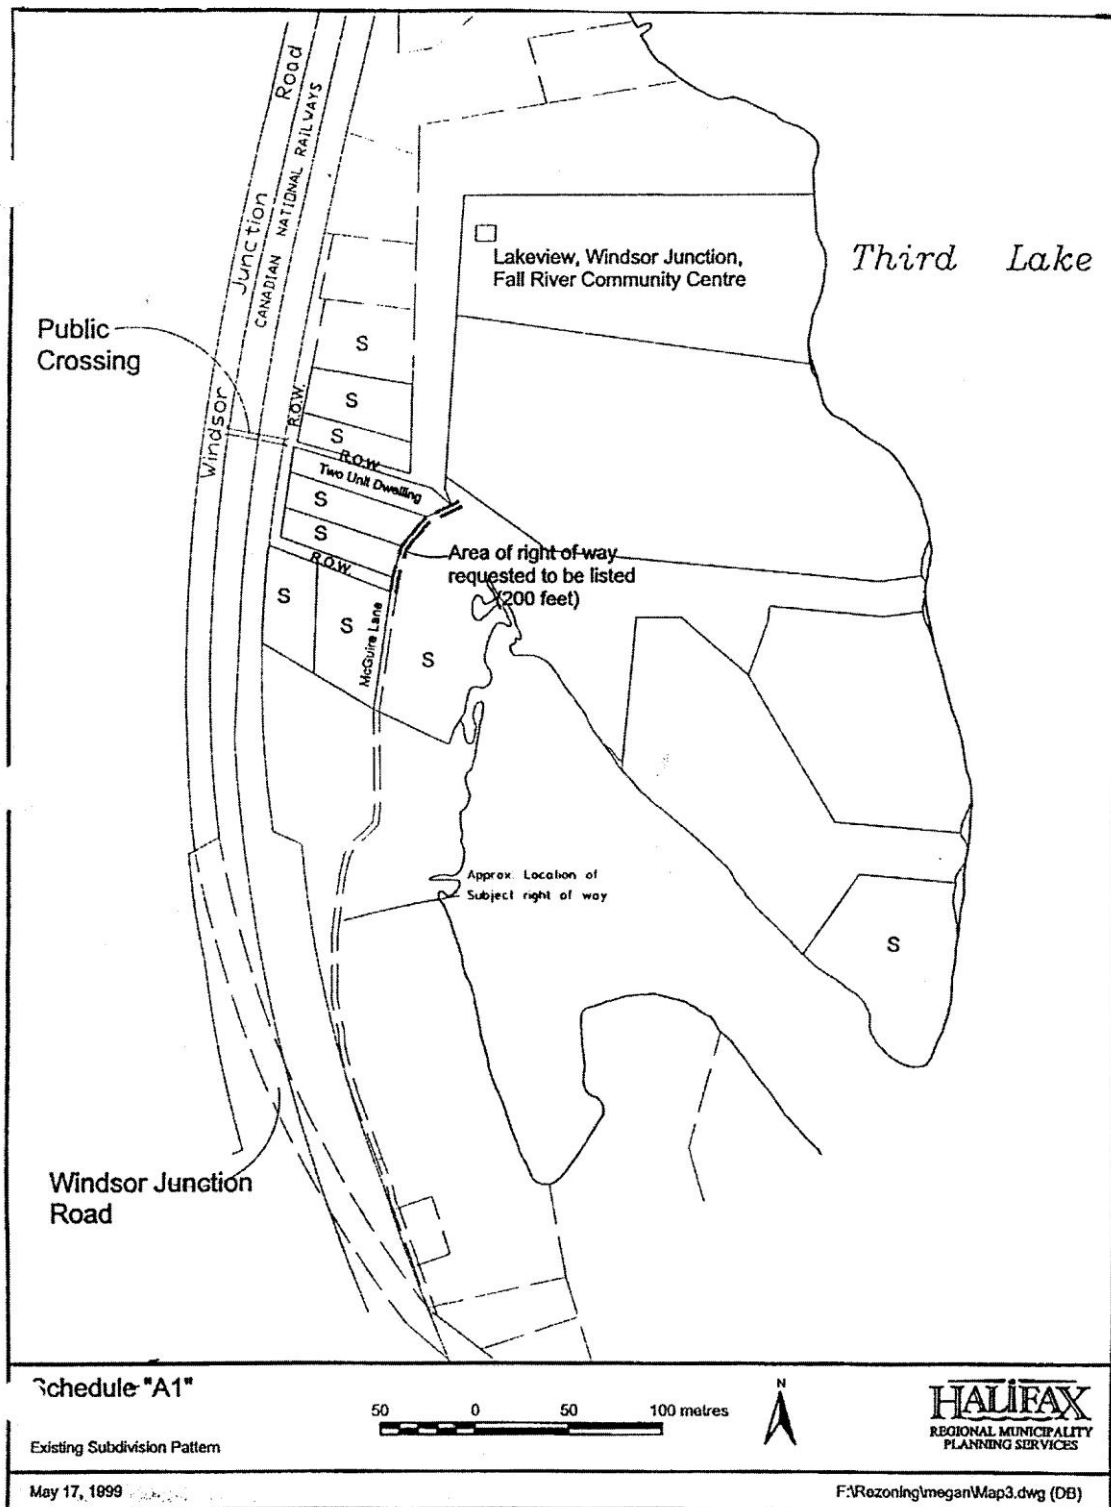 Road
Junction
Windsor
CANADIAN NATIONAL RAILWAYS
R.O.W.
Public
Crossing
Lakeview, Windsor Junction,
Fall River Community Centre
Third Lake
S
S
S
R.O.W.
Two Unit Dwelling
S
S
R.O.W.
Area of right of way
requested to be listed
(200 feet)
S
S
McGuire Lane
S
Approx. Location of
Subject right of way
S
Windsor Junction
Road
Schedule "A1"
Existing Subdivision Pattern
50 0 50 100 metres
N
HALIFAX
REGIONAL MUNICIPALITY
PLANNING SERVICES
May 17, 1999
F:\Rezoning\megan\Map3.dwg (DB)